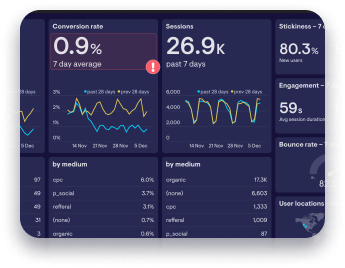 Conversion rate
0.9%
7 day average
past 28 days
prev 28 days
3%
2%
1%
0%
14 Nov
21 Nov
28 Nov
5 Dec
Sessions
26.9K
past 7 days
past 28 days
prev 28 days
6,000
4,000
2,000
0
14 Nov
21 Nov
28 Nov
5 Dec
Stickiness – 7
80.3%
New users
Engagement –
59s
Avg session duration
Bounce rate –
User locations
28 days
5 Dec
97
49
49
31
3
by medium
cpc 6.0%
p_social 3.7%
refferal 3.1%
(none) 0.7%
organic 0.6%
by medium
organic 17.3K
(none) 6,603
cpc 1,333
refferal 1,009
p_social 87